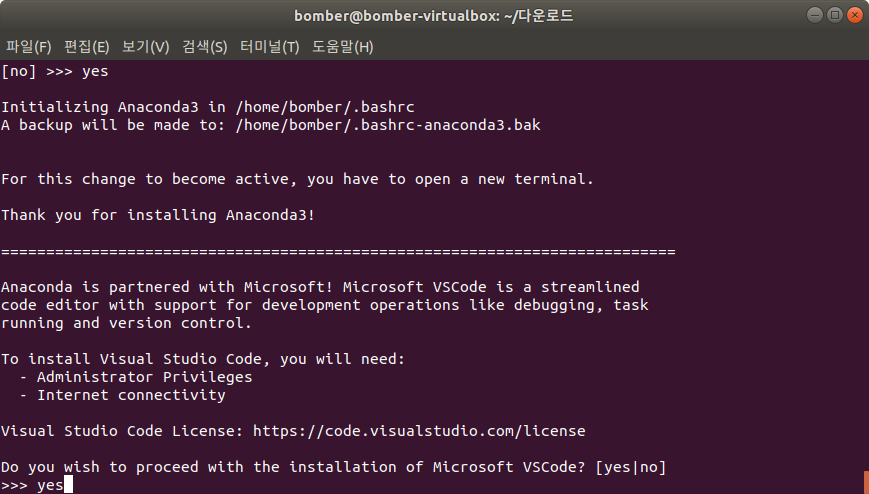 bomber@bomber-virtualbox: ~/다운로드
파일(F) 편집(E) 보기(V) 검색(S) 터미널(T) 도움말(H)
[no] >>> yes
Initializing Anaconda3 in /home/bomber/.bashrc
A backup will be made to: /home/bomber/.bashrc-anaconda3.bak
For this change to become active, you have to open a new terminal.
Thank you for installing Anaconda3!
===========================================================================
Anaconda is partnered with Microsoft! Microsoft VSCode is a streamlined
code editor with support for development operations like debugging, task
running and version control.
To install Visual Studio Code, you will need:
  - Administrator Privileges
  - Internet connectivity
Visual Studio Code License: https://code.visualstudio.com/license
Do you wish to proceed with the installation of Microsoft VSCode? [yes|no]
>>> yes